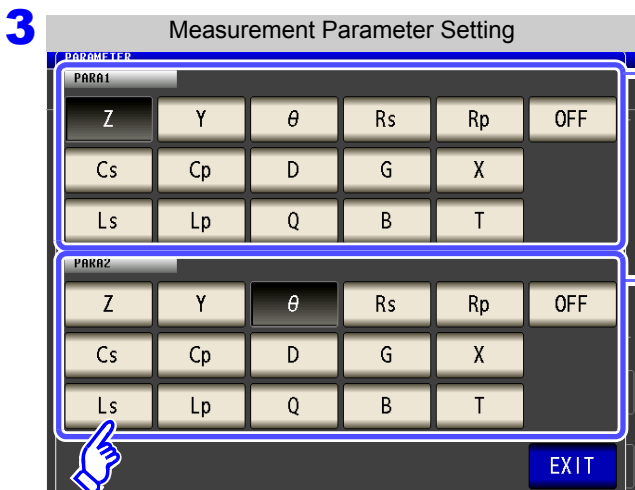 3
Measurement Parameter Setting
PARAMETER
PARA1
Z Y θ Rs Rp OFF
Cs Cp D G X
Ls Lp Q B T
PARA2
Z Y θ Rs Rp OFF
Cs Cp D G X
Ls Lp Q B T
EXIT